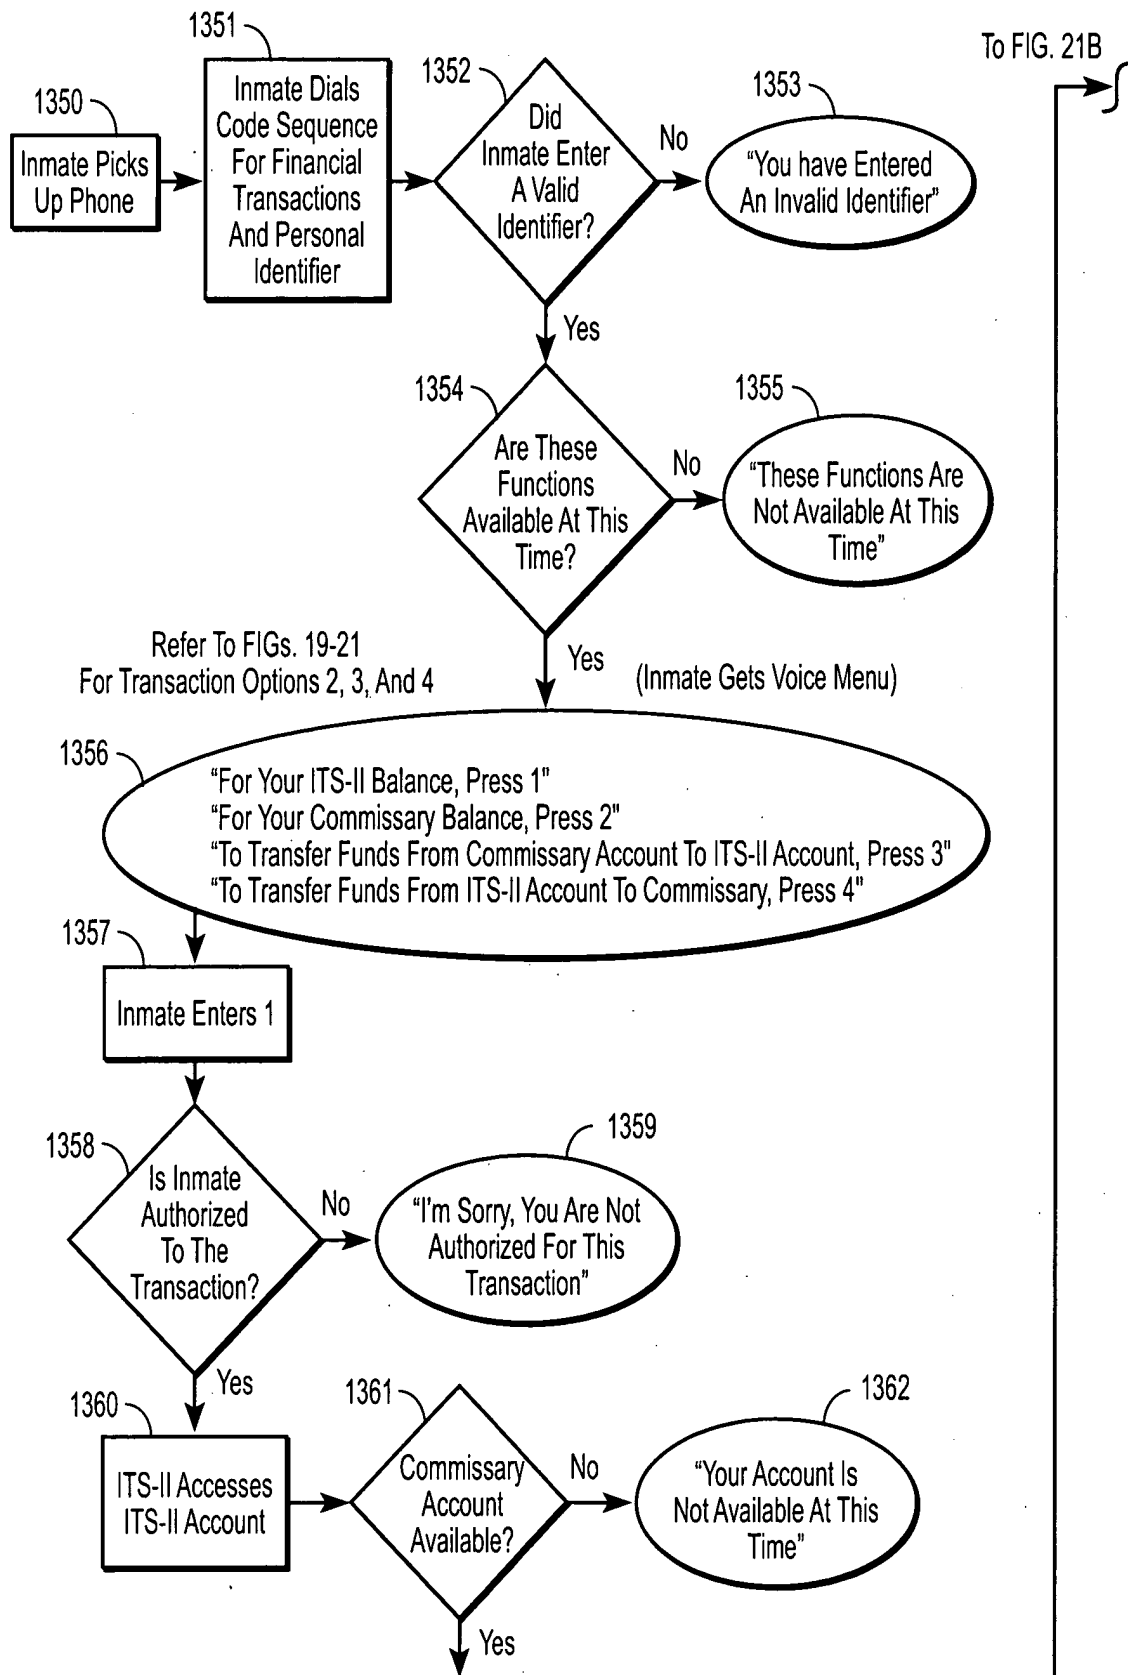 To FIG. 21B
1350
Inmate Picks
Up Phone
1351
Inmate Dials
Code Sequence
For Financial
Transactions
And Personal
Identifier
1352
Did
Inmate Enter
A Valid
Identifier?
No
1353
“You have Entered
An Invalid Identifier”
Yes
1354
Are These
Functions
Available At This
Time?
No
1355
“These Functions Are
Not Available At This
Time”
Yes
Refer To FIGs. 19-21
For Transaction Options 2, 3, And 4
(Inmate Gets Voice Menu)
1356
“For Your ITS-II Balance, Press 1”
“For Your Commissary Balance, Press 2”
“To Transfer Funds From Commissary Account To ITS-II Account, Press 3”
“To Transfer Funds From ITS-II Account To Commissary, Press 4”
1357
Inmate Enters 1
1358
Is Inmate
Authorized
To The
Transaction?
No
1359
“I'm Sorry, You Are Not
Authorized For This
Transaction”
Yes
1360
ITS-II Accesses
ITS-II Account
1361
Commissary
Account
Available?
No
1362
“Your Account Is
Not Available At This
Time”
Yes